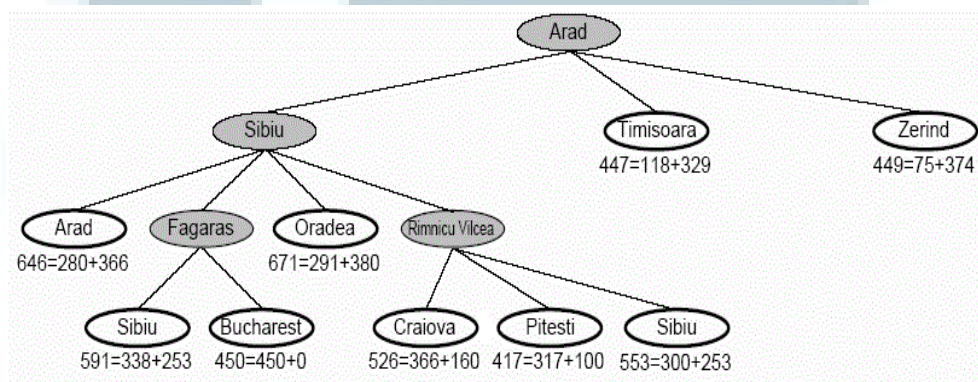 Arad
Sibiu
Timisoara
Zerind
447=118+329
449=75+374
Arad
Fagaras
Oradea
Rimnicu Vilcea
646=280+366
671=291+380
Sibiu
Bucharest
Craiova
Pitesti
Sibiu
591=338+253
450=450+0
526=366+160
417=317+100
553=300+253